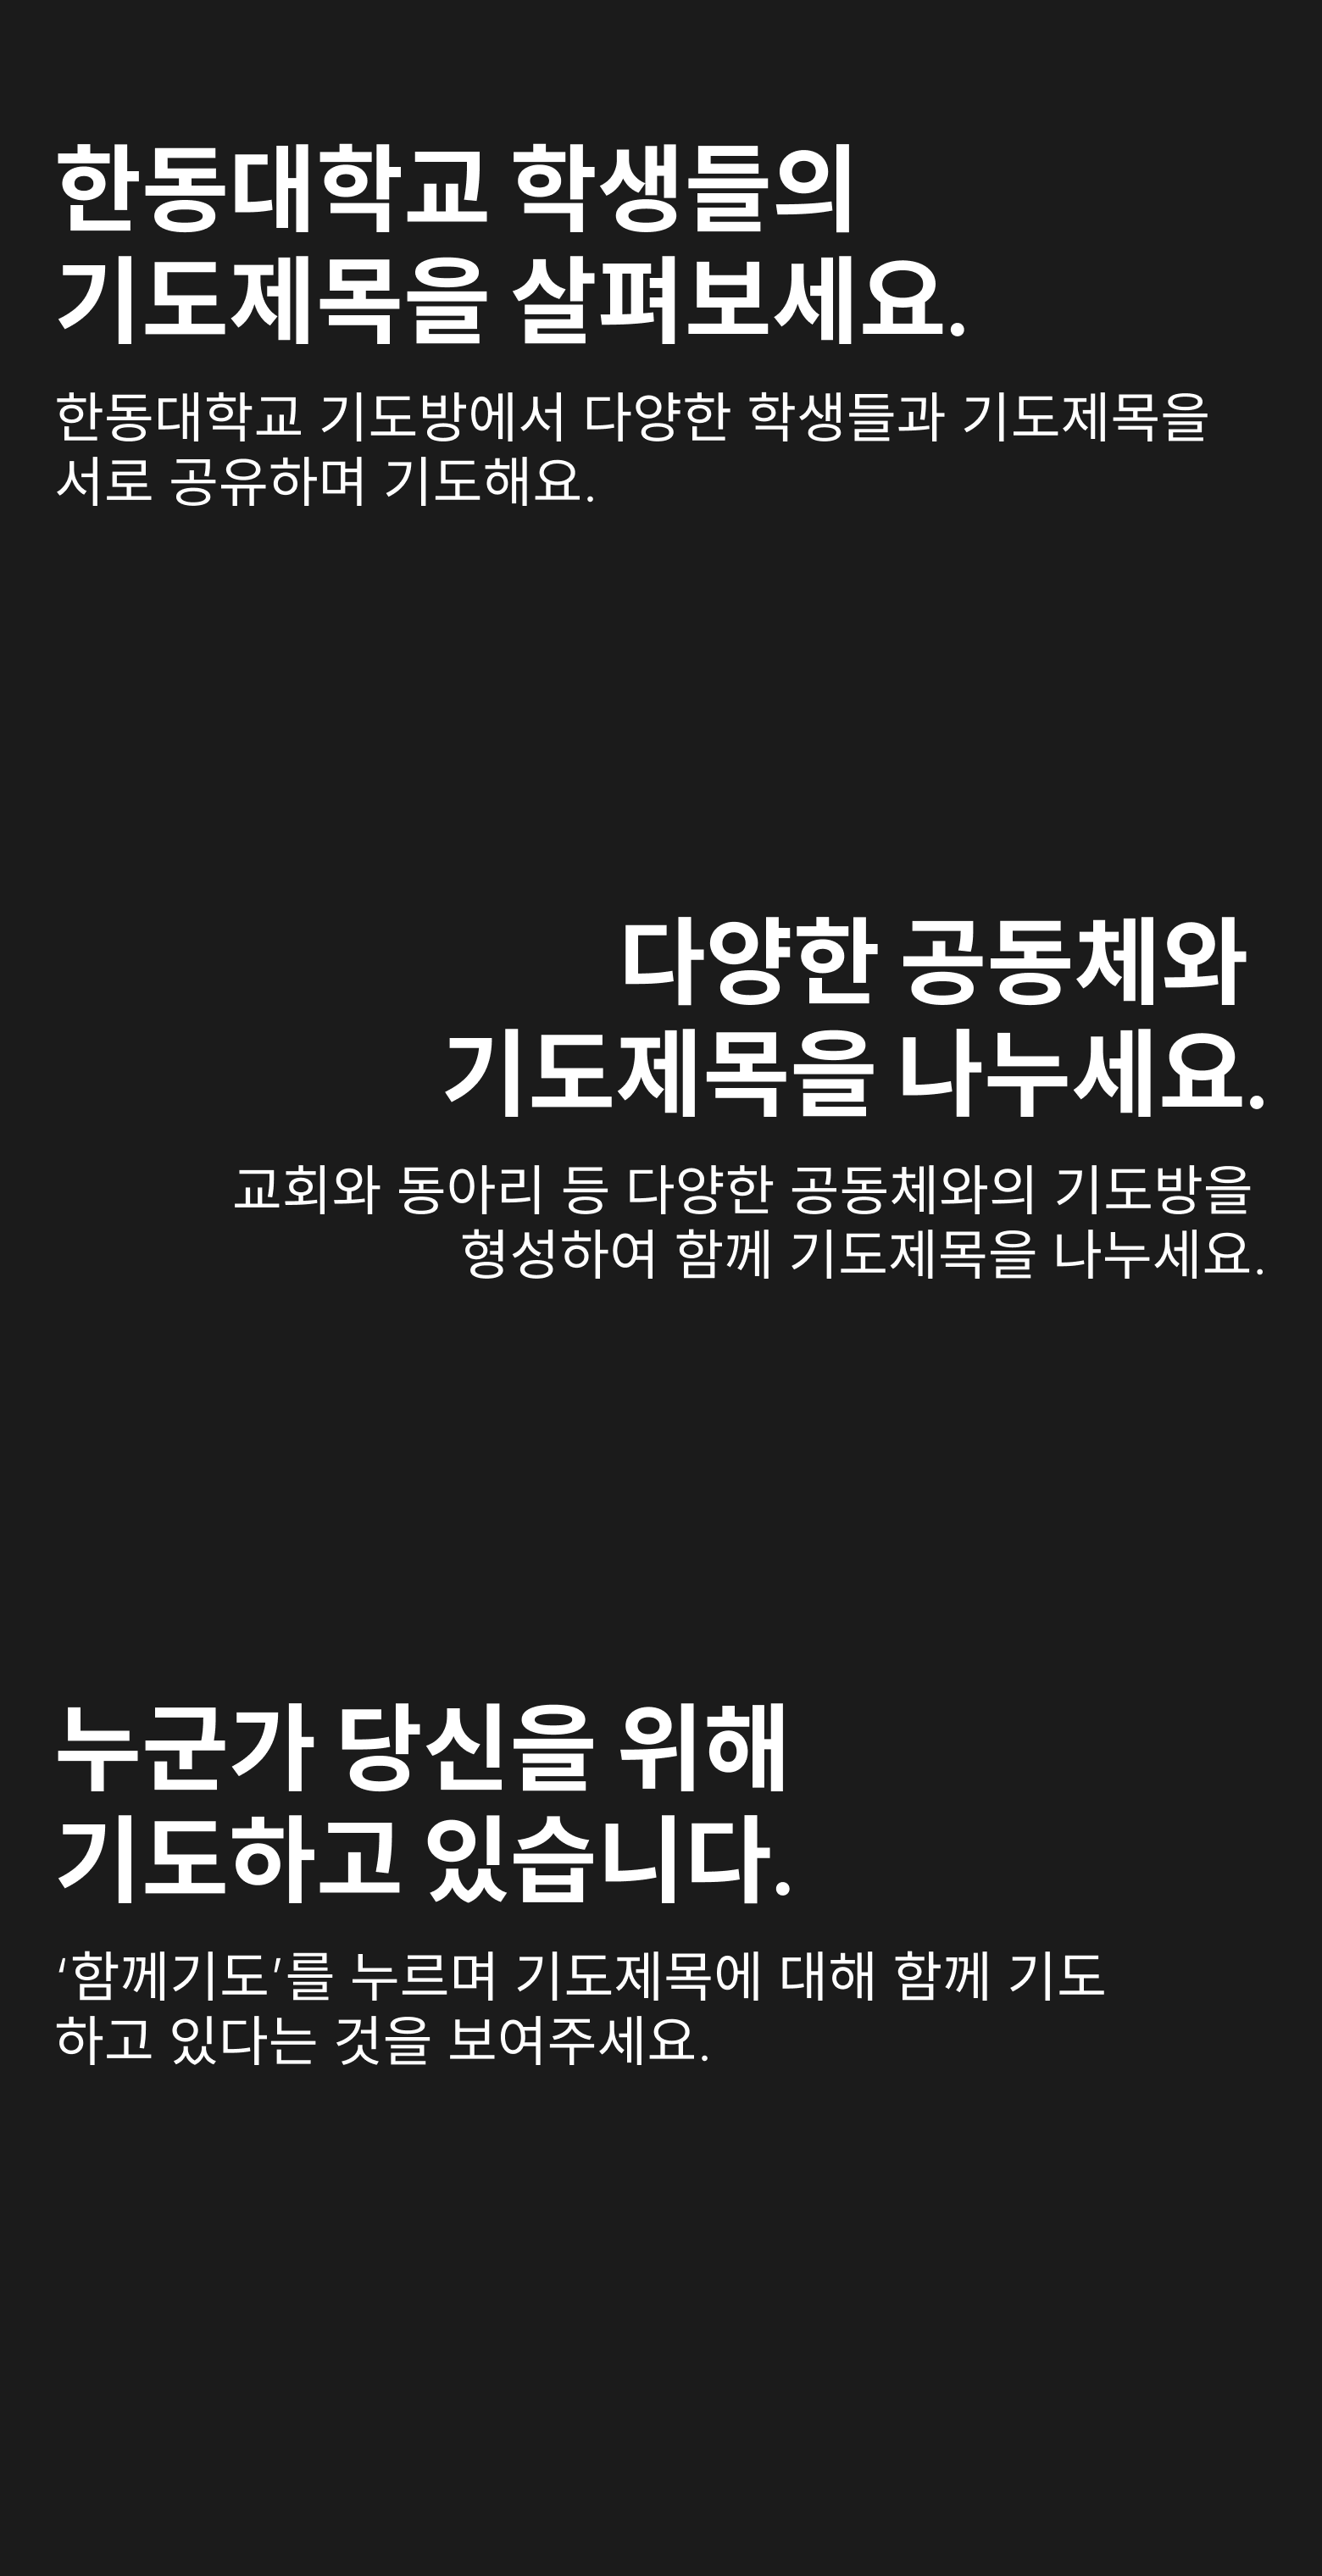 한동대학교 학생들의
기도제목을 살펴보세요.
한동대학교 기도방에서 다양한 학생들과 기도제목을
서로 공유하며 기도해요.
다양한 공동체와
기도제목을 나누세요.
교회와 동아리 등 다양한 공동체와의 기도방을
형성하여 함께 기도제목을 나누세요.
누군가 당신을 위해
기도하고 있습니다.
‘함께기도’를 누르며 기도제목에 대해 함께 기도
하고 있다는 것을 보여주세요.